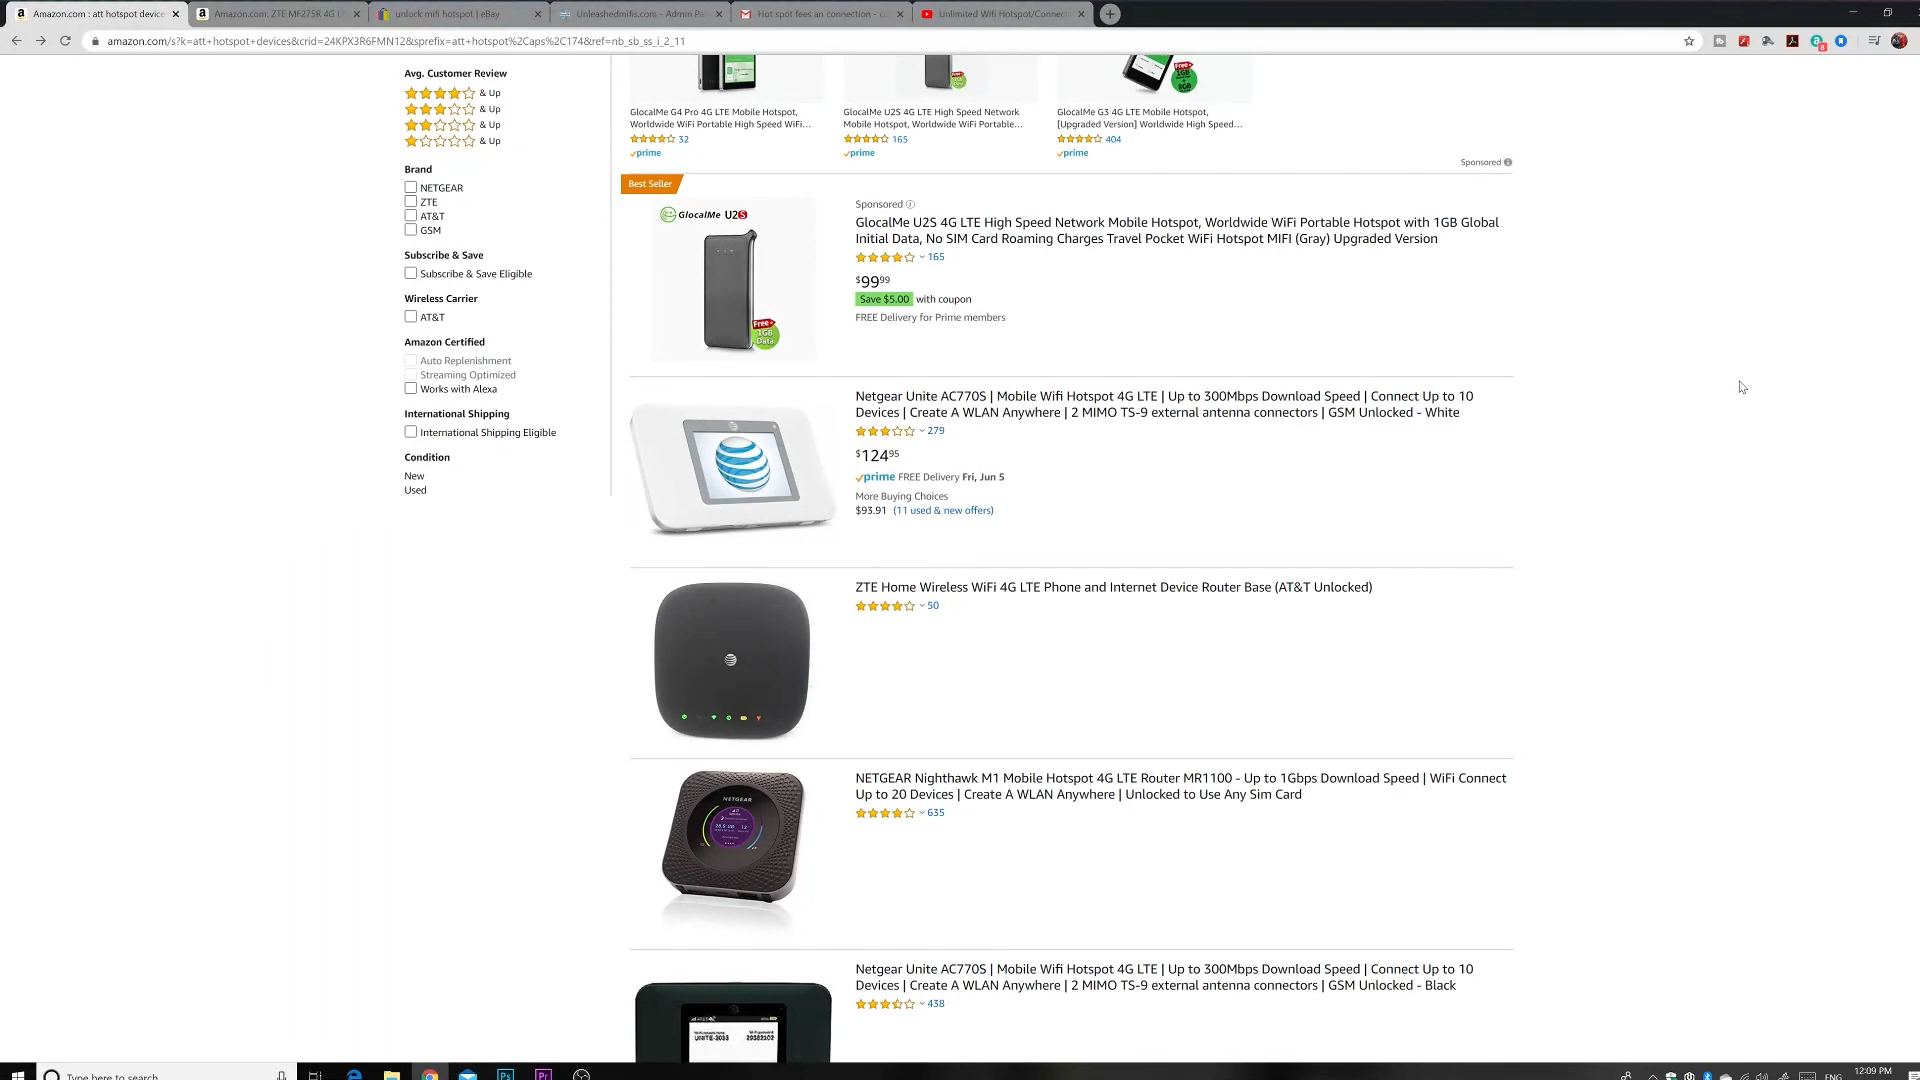 Amazon.com : att hotspot device
Amazon.com: ZTE MF275R 4G LT
unlock mifi hotspot | eBay
Unleashedmifis.com - Admin Pa
Hot spot fees an connection - c
Unlimited Wifi Hotspot/Connect
amazon.com/s?k=att+hotspot+devices&crid=24KPX3R6FMN12&sprefix=att+hotspot%2Caps%2C174&ref=nb_sb_ss_i_2_11
Avg. Customer Review
& Up
& Up
& Up
& Up
Brand
NETGEAR
ZTE
AT&T
GSM
Subscribe & Save
Subscribe & Save Eligible
Wireless Carrier
AT&T
Amazon Certified
Auto Replenishment
Streaming Optimized
Works with Alexa
International Shipping
International Shipping Eligible
Condition
New
Used
GlocalMe G4 Pro 4G LTE Mobile Hotspot,
Worldwide WiFi Portable High Speed WiFi...
32
prime
Free
GlocalMe U2S 4G LTE High Speed Network
Mobile Hotspot, Worldwide WiFi Portable...
165
prime
Free
1GB
8GB
GlocalMe G3 4G LTE Mobile Hotspot,
[Upgraded Version] Worldwide High Speed...
404
prime
Sponsored
Best Seller
GlocalMe U2S
Free
1GB
Data
Sponsored
GlocalMe U2S 4G LTE High Speed Network Mobile Hotspot, Worldwide WiFi Portable Hotspot with 1GB Global
Initial Data, No SIM Card Roaming Charges Travel Pocket WiFi Hotspot MIFI (Gray) Upgraded Version
165
$99.99
Save $5.00 with coupon
FREE Delivery for Prime members
Netgear Unite AC770S | Mobile Wifi Hotspot 4G LTE | Up to 300Mbps Download Speed | Connect Up to 10
Devices | Create A WLAN Anywhere | 2 MIMO TS-9 external antenna connectors | GSM Unlocked - White
279
$124.95
prime FREE Delivery Fri, Jun 5
More Buying Choices
$93.91 (11 used & new offers)
ZTE Home Wireless WiFi 4G LTE Phone and Internet Device Router Base (AT&T Unlocked)
50
NETGEAR
NETGEAR Nighthawk M1 Mobile Hotspot 4G LTE Router MR1100 - Up to 1Gbps Download Speed | WiFi Connect
Up to 20 Devices | Create A WLAN Anywhere | Unlocked to Use Any Sim Card
635
UNITE-2033 29382102
Netgear Unite AC770S | Mobile Wifi Hotspot 4G LTE | Up to 300Mbps Download Speed | Connect Up to 10
Devices | Create A WLAN Anywhere | 2 MIMO TS-9 external antenna connectors | GSM Unlocked - Black
438
Type here to search
Ps
Pr
ENG
12:09 PM